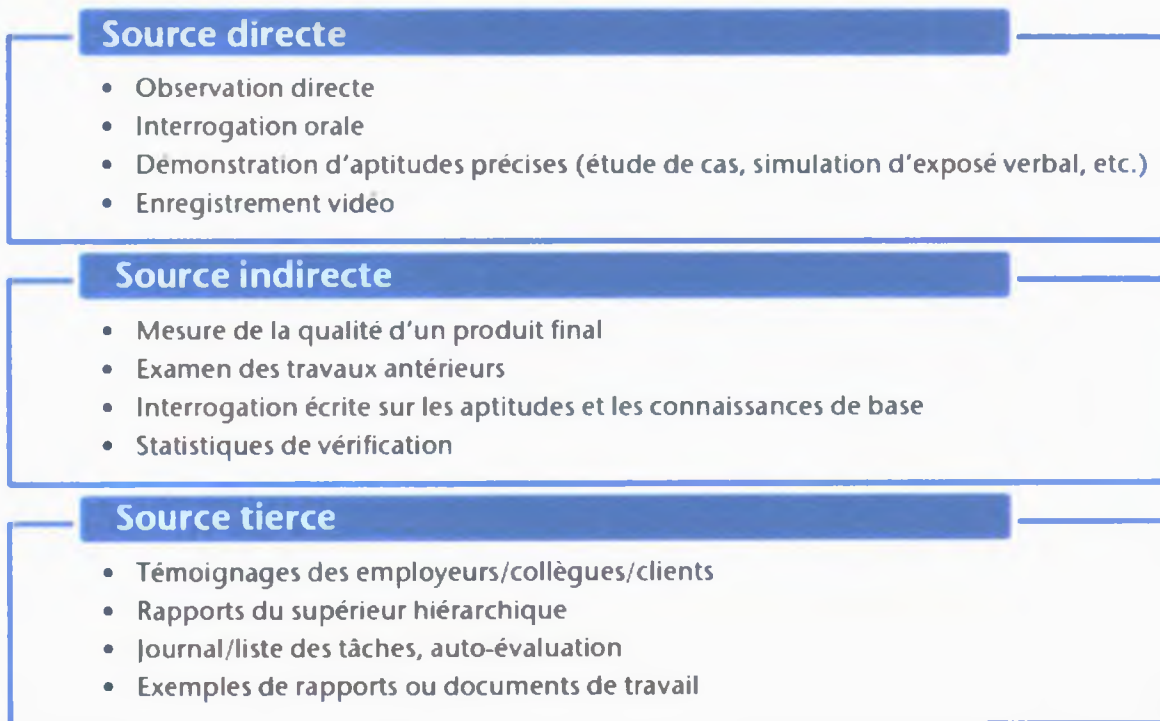 Source directe
• Observation directe
• Interrogation orale
• Démonstration d'aptitudes précises (étude de cas, simulation d'exposé verbal, etc.)
• Enregistrement vidéo
Source indirecte
• Mesure de la qualité d'un produit final
• Examen des travaux antérieurs
• Interrogation écrite sur les aptitudes et les connaissances de base
• Statistiques de vérification
Source tierce
• Témoignages des employeurs/collègues/clients
• Rapports du supérieur hiérarchique
• Journal/liste des tâches, auto-évaluation
• Exemples de rapports ou documents de travail